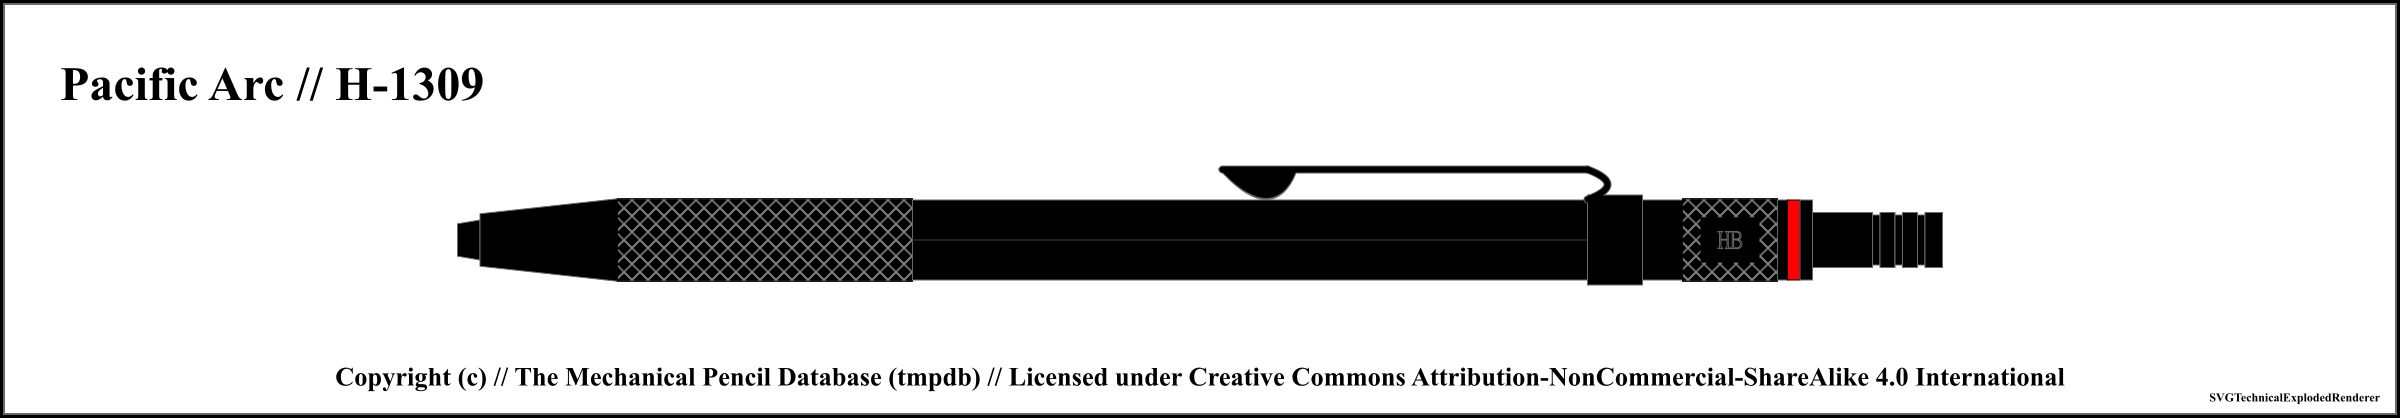 Pacific Arc // H-1309
HB
Copyright (c) // The Mechanical Pencil Database (tmpdb) // Licensed under Creative Commons Attribution-NonCommercial-ShareAlike 4.0 International
SVGTechnicalExplodedRenderer